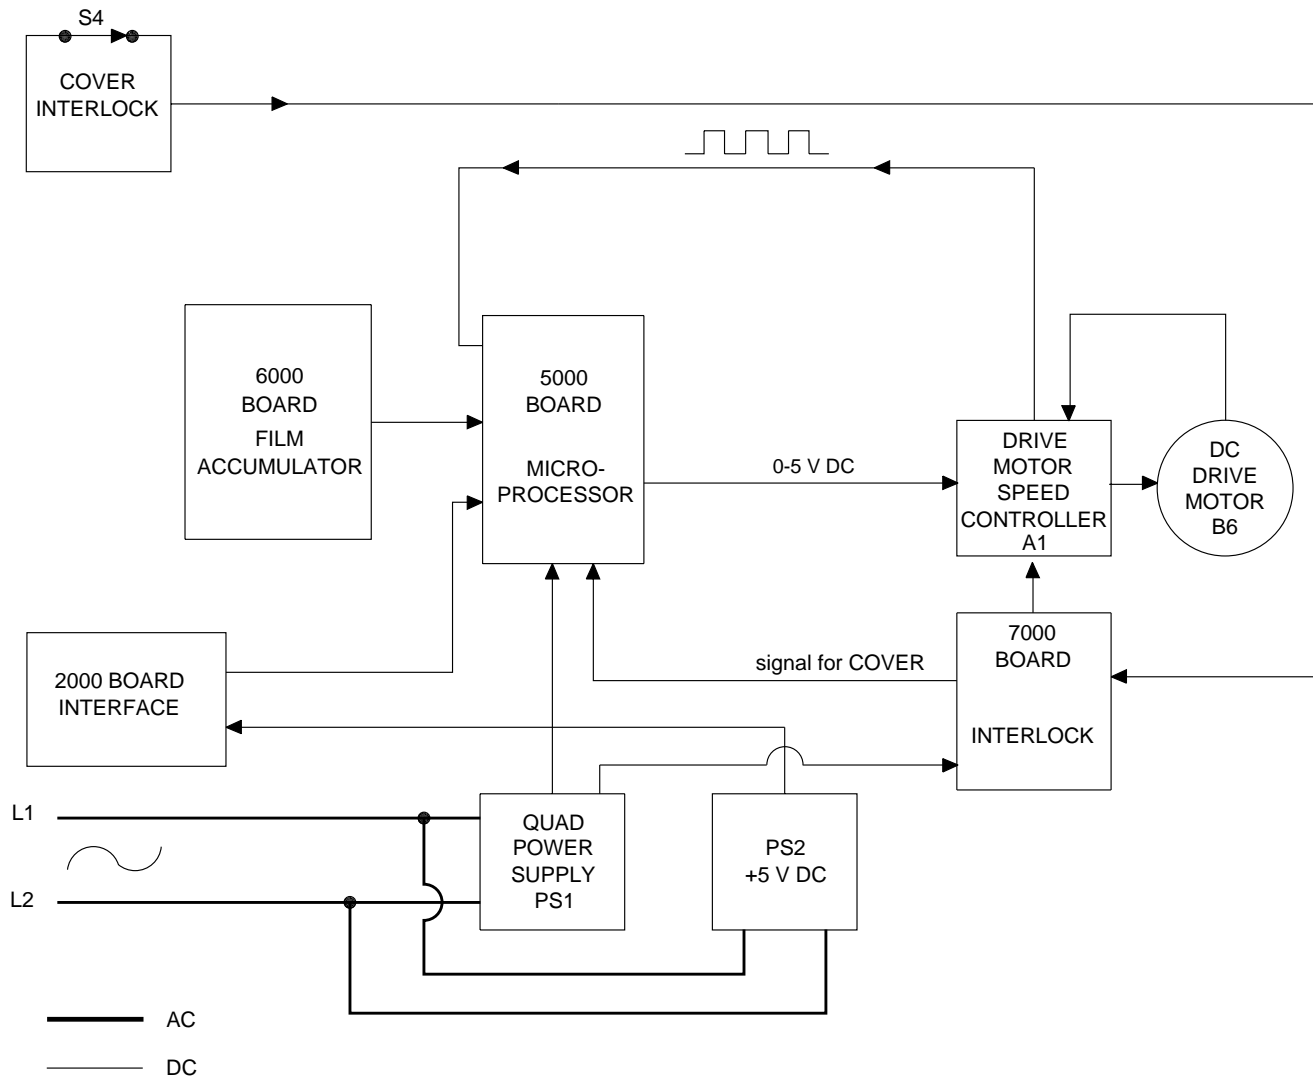 S4
COVER
INTERLOCK
6000
BOARD
FILM
ACCUMULATOR
5000
BOARD
MICRO-
PROCESSOR
0-5 V DC
DRIVE
MOTOR
SPEED
CONTROLLER
A1
DC
DRIVE
MOTOR
B6
2000 BOARD
INTERFACE
signal for COVER
7000
BOARD
INTERLOCK
L1
L2
QUAD
POWER
SUPPLY
PS1
PS2
+5 V DC
AC
DC